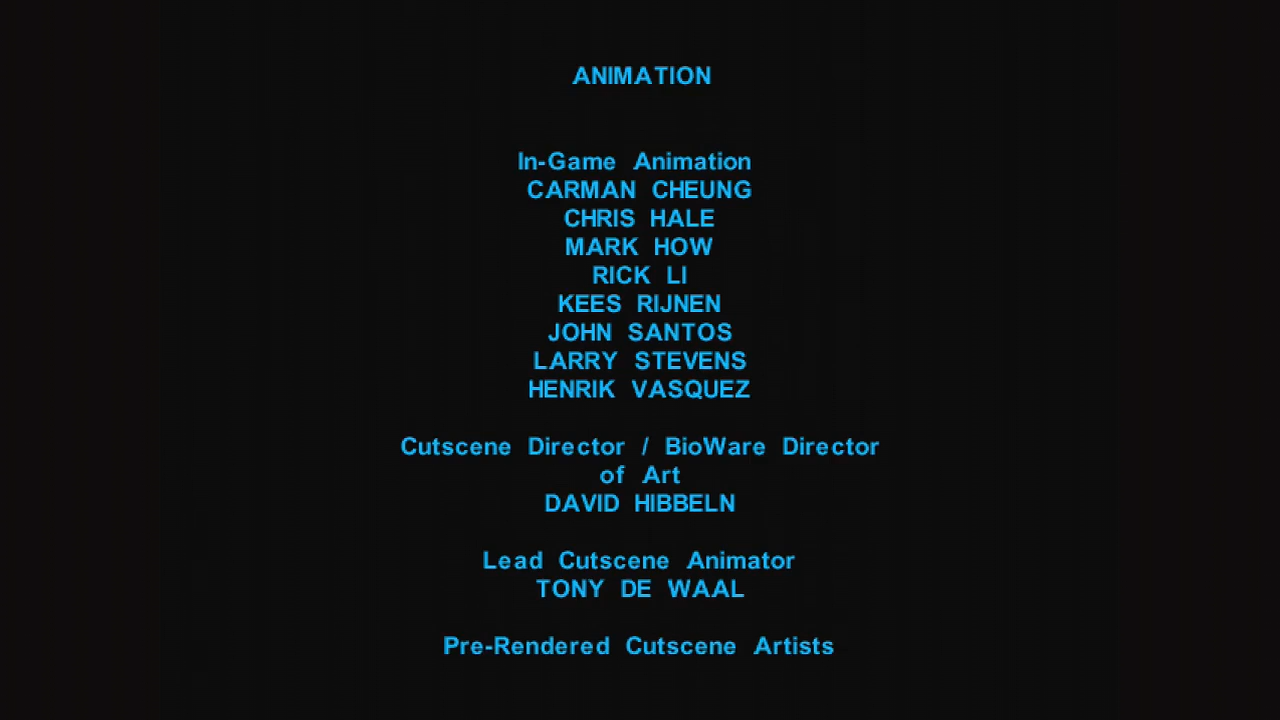 ANIMATION
In-Game Animation
CARMAN CHEUNG
CHRIS HALE
MARK HOW
RICK LI
KEES RIJNEN
JOHN SANTOS
LARRY STEVENS
HENRIK VASQUEZ
Cutscene Director / BioWare Director
of Art
DAVID HIBBELN
Lead Cutscene Animator
TONY DE WAAL
Pre-Rendered Cutscene Artists